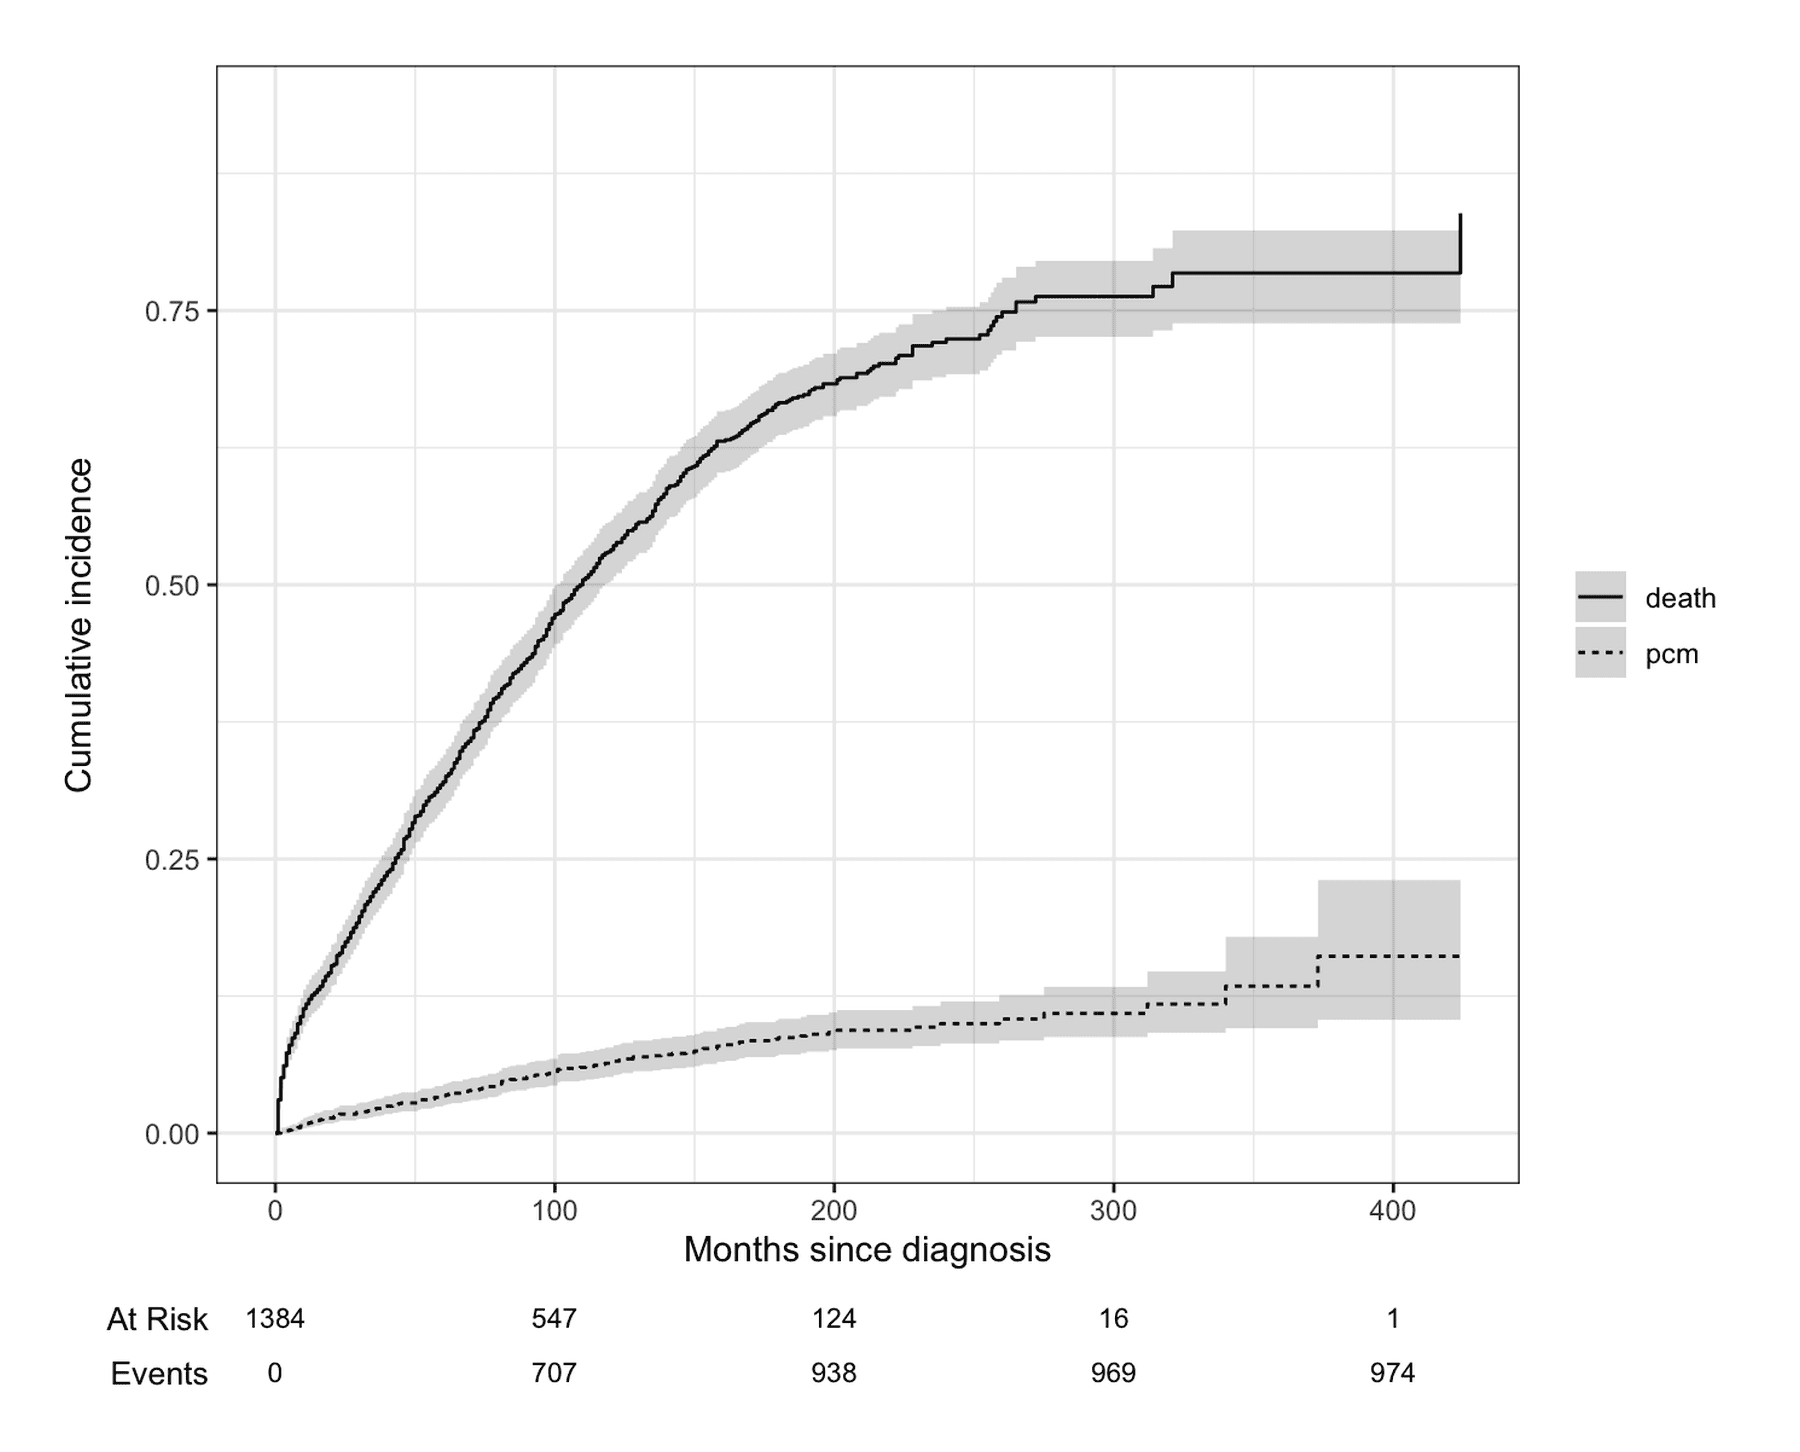 Cumulative incidence
0.75
0.50
0.25
0.00
0 100 200 300 400
Months since diagnosis
death
pcm
At Risk 1384 547 124 16 1
Events 0 707 938 969 974